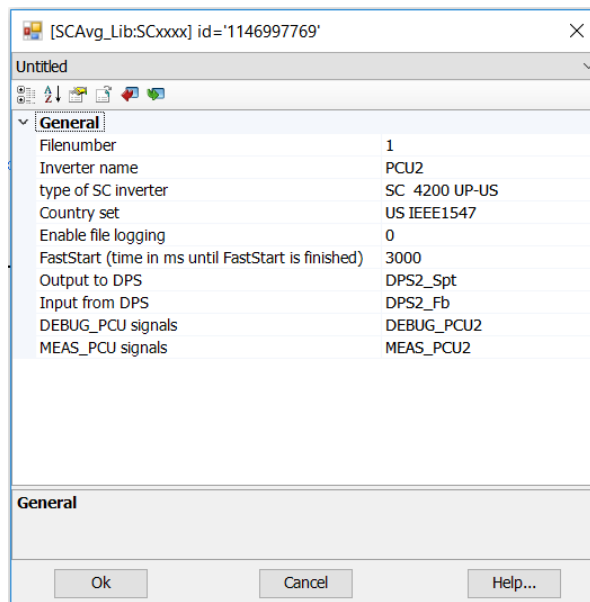 [SCAvg_Lib:SCxxxx] id='1146997769'
Untitled
General
Filenumber 1
Inverter name PCU2
type of SC inverter SC 4200 UP-US
Country set US IEEE1547
Enable file logging 0
FastStart (time in ms until FastStart is finished) 3000
Output to DPS DPS2_Spt
Input from DPS DPS2_Fb
DEBUG_PCU signals DEBUG_PCU2
MEAS_PCU signals MEAS_PCU2
General
Ok Cancel Help...